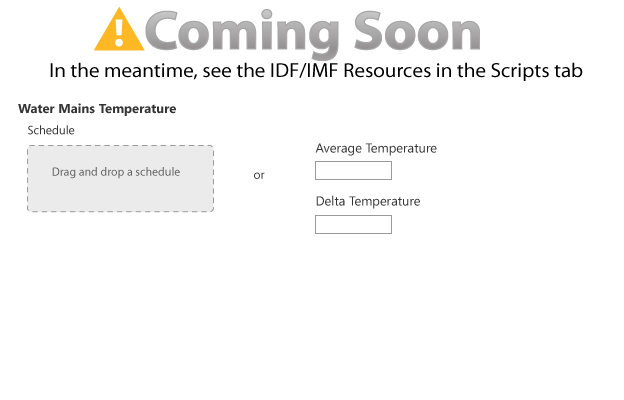 Coming Soon
In the meantime, see the IDF/IMF Resources in the Scripts tab
Water Mains Temperature
Schedule
Drag and drop a schedule
or
Average Temperature
Delta Temperature